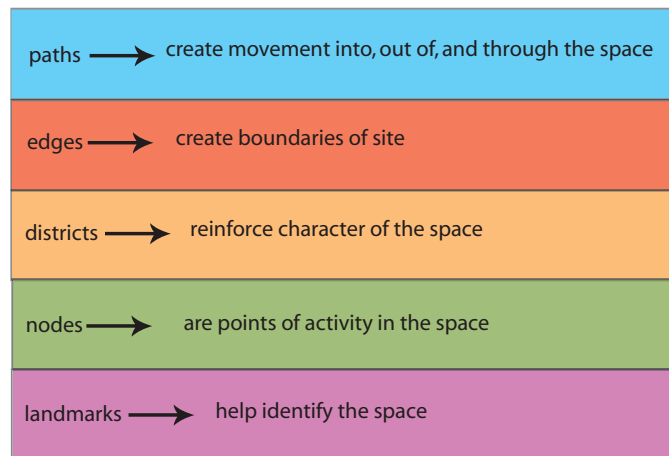 paths create movement into, out of, and through the space
edges create boundaries of site
districts reinforce character of the space
nodes are points of activity in the space
landmarks help identify the space